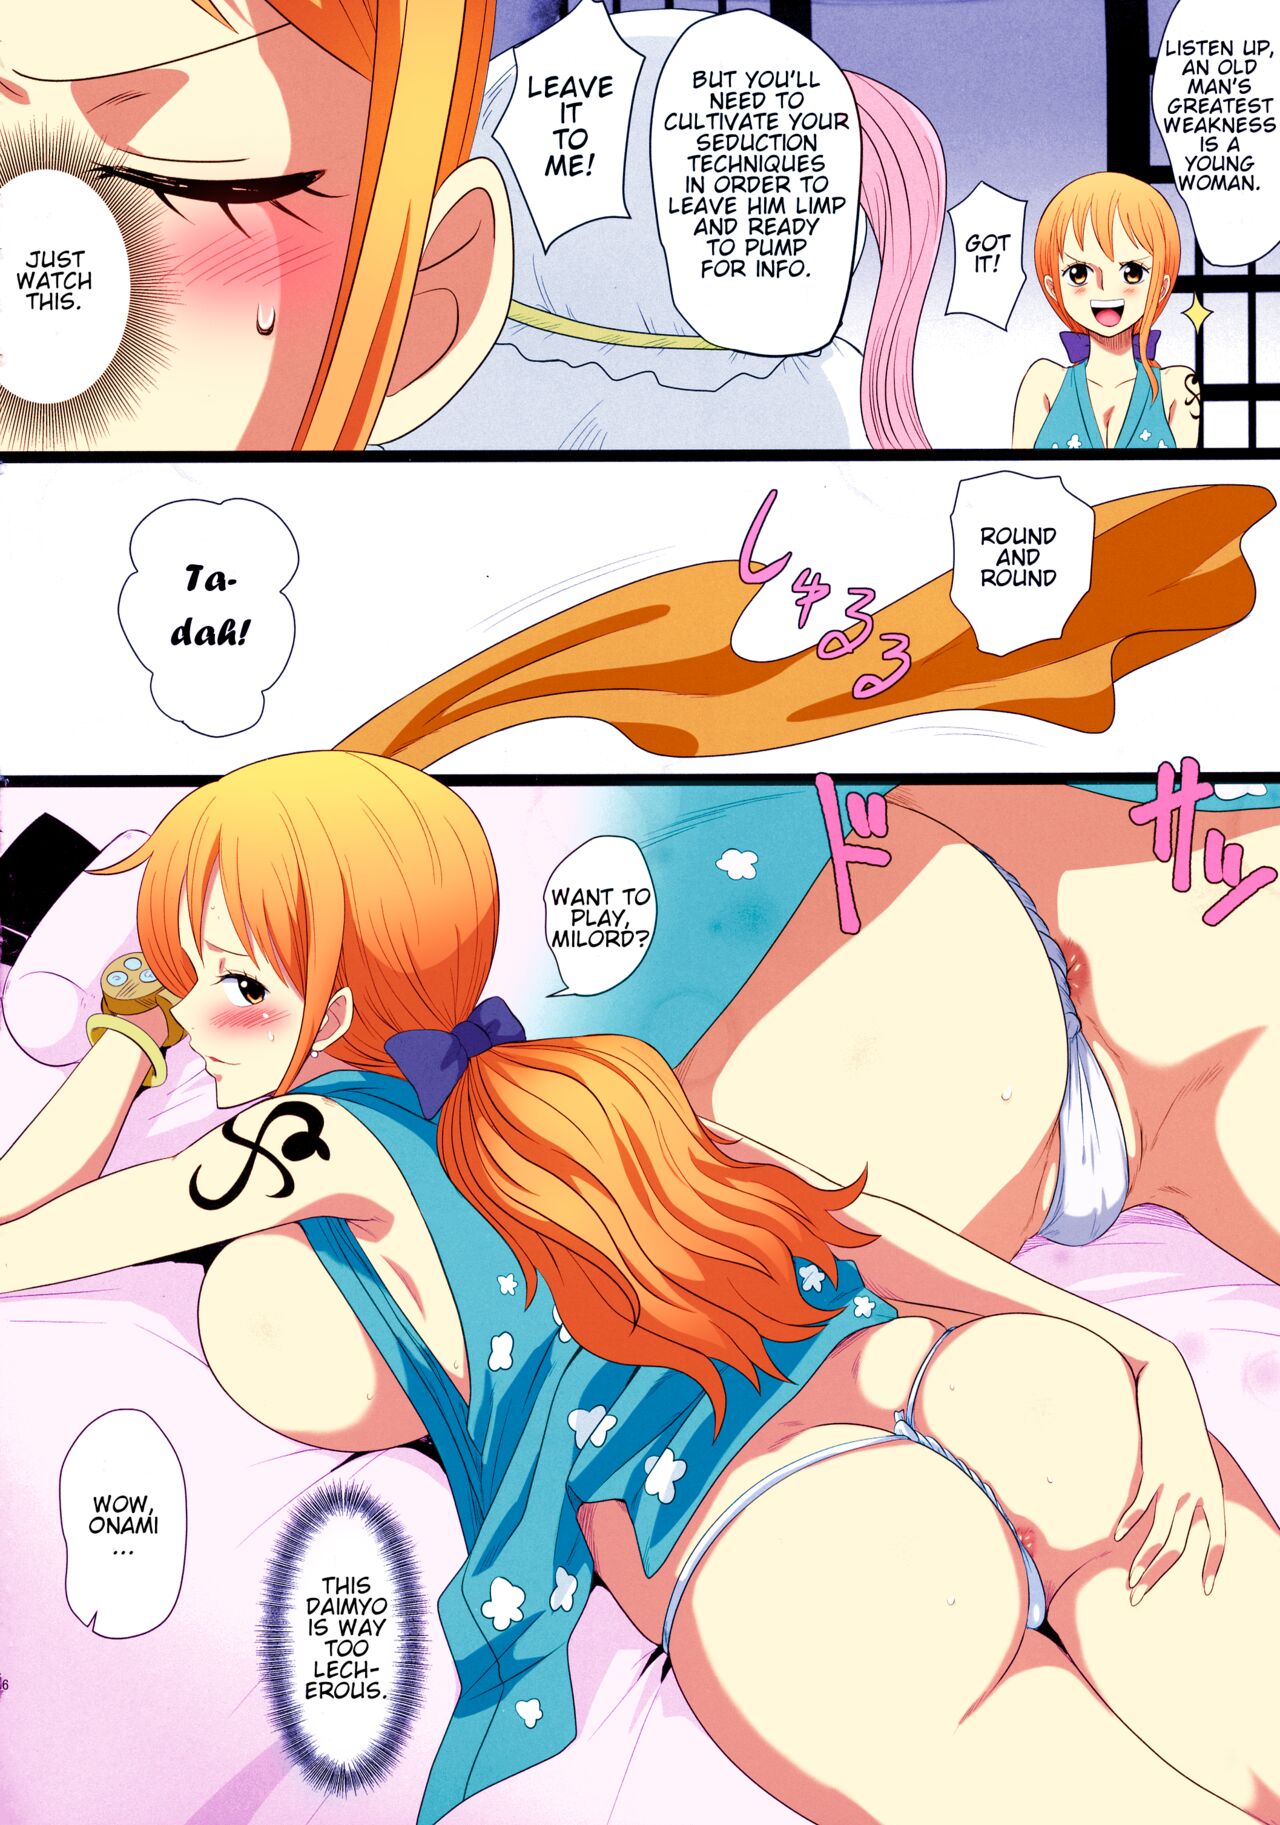 LISTEN UP,
AN OLD
MAN'S
GREATEST
WEAKNESS
IS A
YOUNG
WOMAN.
GOT
IT!
BUT YOU'LL
NEED TO
CULTIVATE YOUR
SEDUCTION
TECHNIQUES
IN ORDER TO
LEAVE HIM LIMP
AND READY
TO PUMP
FOR INFO.
LEAVE
IT
TO
ME!
JUST
WATCH
THIS.
ROUND
AND
ROUND
しゅるる
Ta-
dah!
ドサッ
WANT TO
PLAY,
MILORD?
THIS
DAIMYO
IS WAY
TOO
LECH-
EROUS.
WOW,
ONAMI
...
6